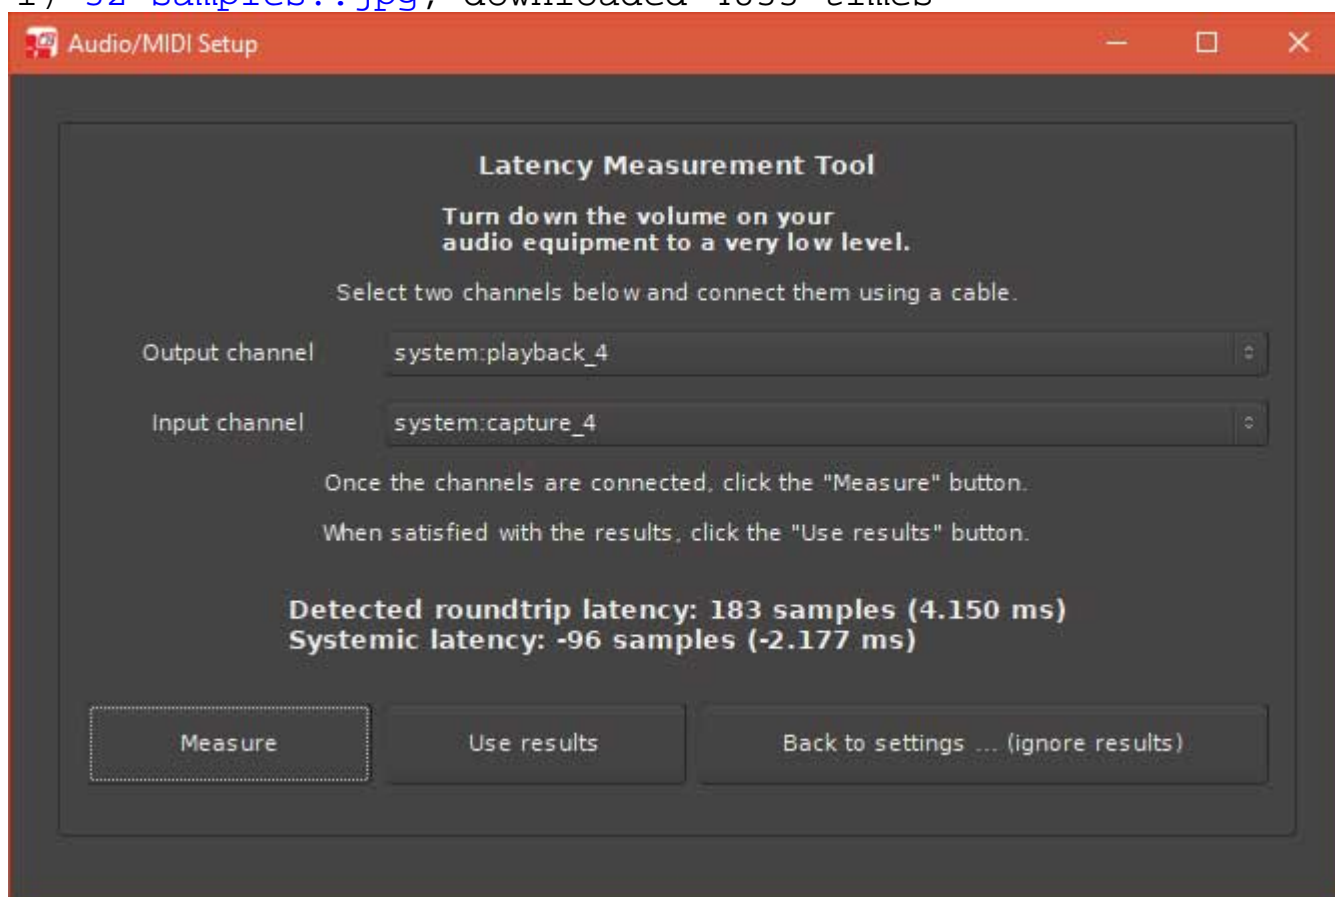 Audio/MIDI Setup
Latency Measurement Tool
Turn down the volume on your
audio equipment to a very low level.
Select two channels below and connect them using a cable.
Output channel system:playback_4
Input channel system:capture_4
Once the channels are connected, click the "Measure" button.
When satisfied with the results, click the "Use results" button.
Detected roundtrip latency: 183 samples (4.150 ms)
Systemic latency: -96 samples (-2.177 ms)
Measure Use results Back to settings ... (ignore results)